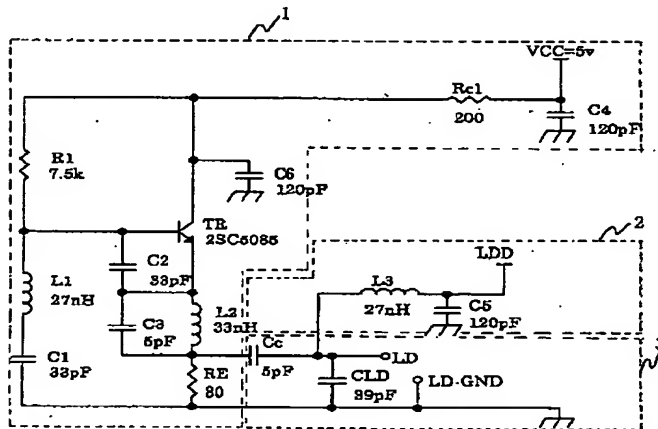 1
VCC=5v
Rc1
200
C4
120pF
R1
7.5k
C6
120pF
TR
2SC5085
2
LDD
C2
33pF
L1
27nH
L3
27nH
C5
120pF
L2
33nH
C3
5pF
Cc
5pF
C1
33pF
LD
CLD
39pF
LD-GND
RE
80